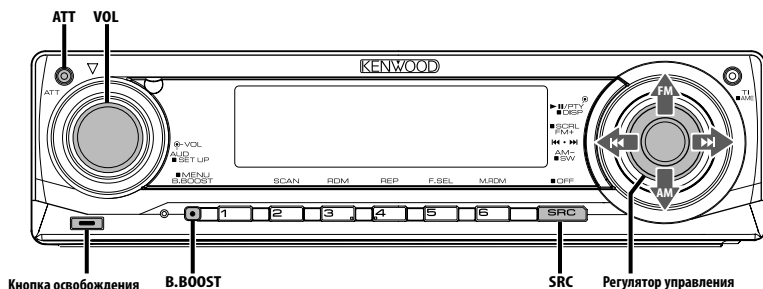 ATT VOL
KENWOOD
ATT
FM
TI
■AME
►II/PTY
■DISP
■SCRL
FM+
⏮ • ⏭
AM–
■SW
AM
-VOL
AUD
■SET UP
■MENU
B.BOOST SCAN RDM REP F.SEL M.RDM ■OFF
1 2 3 4 5 6 SRC
Кнопка освобождения B.BOOST SRC Регулятор управления